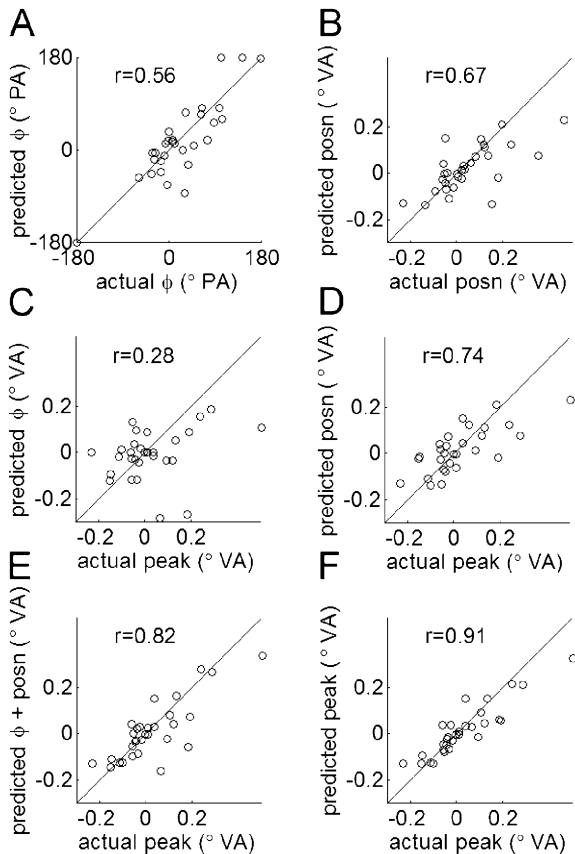 A
180
r=0.56
0
-180
-180
0
180
predicted ϕ (° PA)
actual ϕ (° PA)
B
r=0.67
0.2
0
-0.2
-0.2
0
0.2
predicted posn (° VA)
actual posn (° VA)
C
r=0.28
0.2
0
-0.2
-0.2
0
0.2
predicted ϕ (° VA)
actual peak (° VA)
D
r=0.74
0.2
0
-0.2
-0.2
0
0.2
predicted posn (° VA)
actual peak (° VA)
E
r=0.82
0.2
0
-0.2
-0.2
0
0.2
predicted ϕ + posn (° VA)
actual peak (° VA)
F
r=0.91
0.2
0
-0.2
-0.2
0
0.2
predicted peak (° VA)
actual peak (° VA)